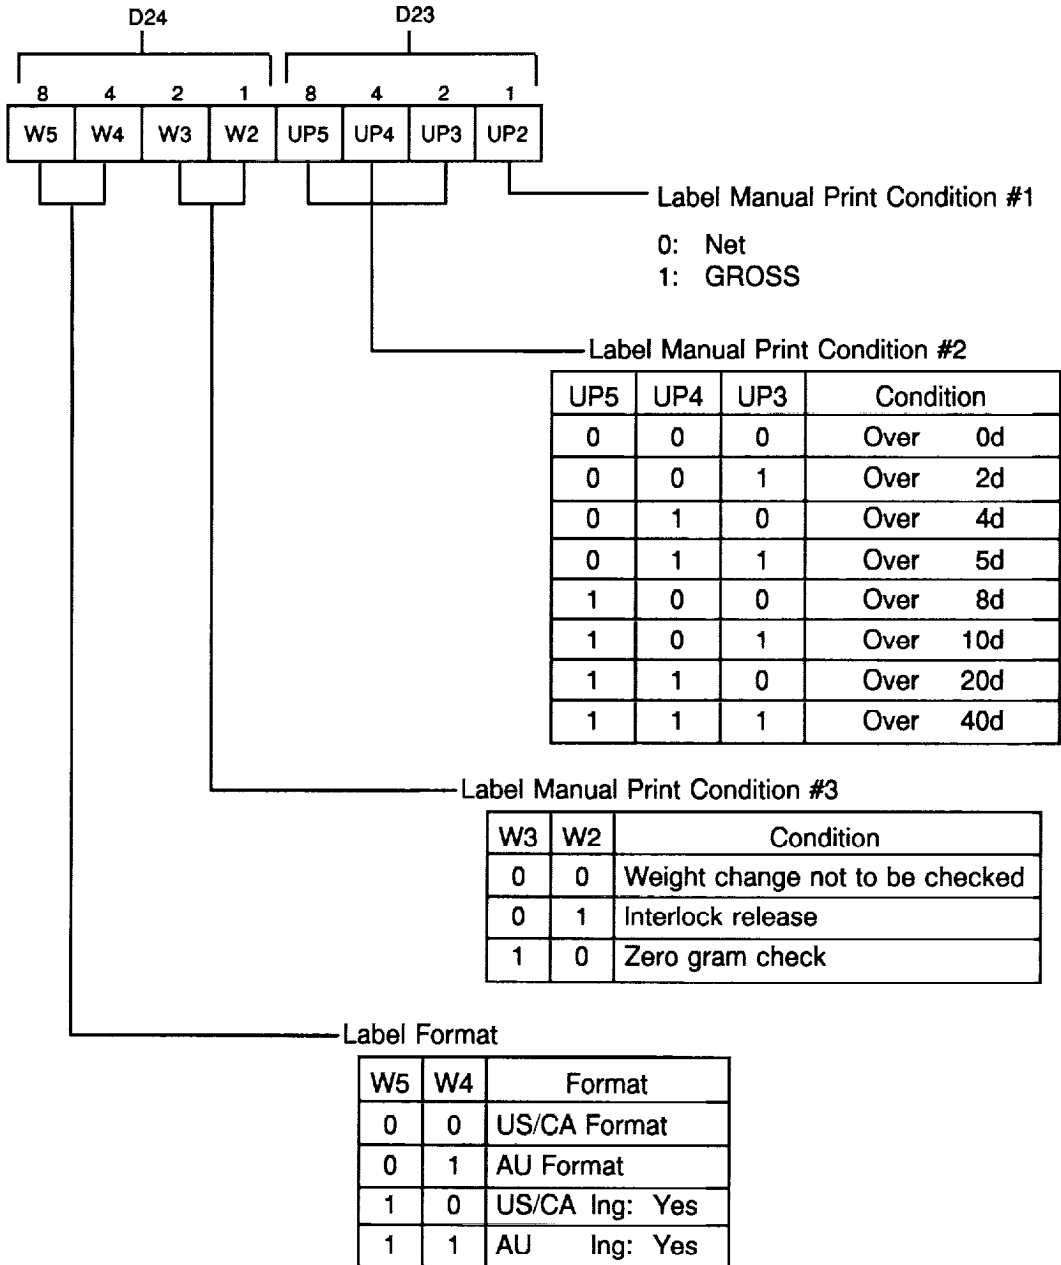 D24 D23
8 4 2 1 8 4 2 1
W5 W4 W3 W2 UP5 UP4 UP3 UP2
Label Manual Print Condition #1
0: Net
1: GROSS
Label Manual Print Condition #2
UP5 UP4 UP3 Condition
0 0 0 Over 0d
0 0 1 Over 2d
0 1 0 Over 4d
0 1 1 Over 5d
1 0 0 Over 8d
1 0 1 Over 10d
1 1 0 Over 20d
1 1 1 Over 40d
Label Manual Print Condition #3
W3 W2 Condition
0 0 Weight change not to be checked
0 1 Interlock release
1 0 Zero gram check
Label Format
W5 W4 Format
0 0 US/CA Format
0 1 AU Format
1 0 US/CA Ing: Yes
1 1 AU Ing: Yes